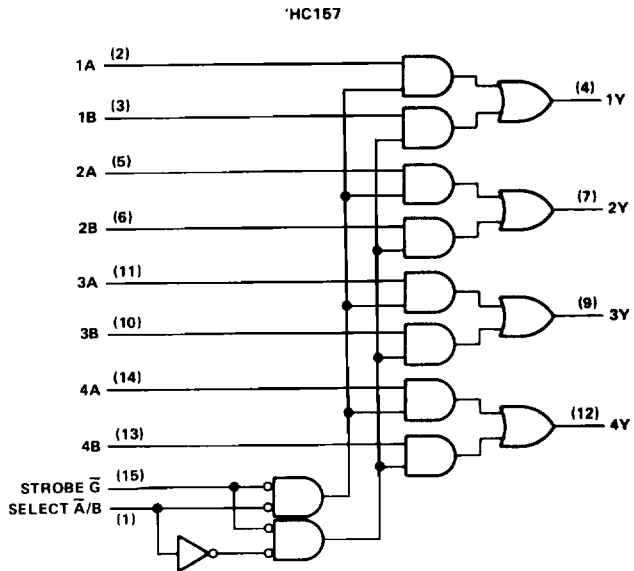 'HC157
1A (2)
(4) 1Y
1B (3)
2A (5)
(7) 2Y
2B (6)
3A (11)
(9) 3Y
3B (10)
4A (14)
(12) 4Y
4B (13)
STROBE G̅ (15)
SELECT A̅/B (1)